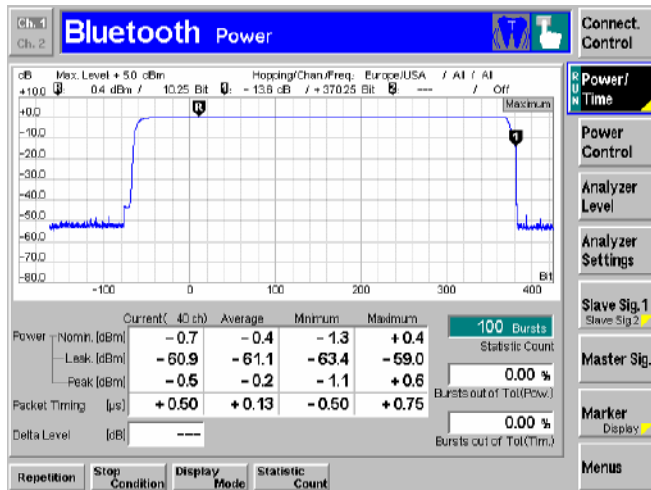 Ch. 1
Ch. 2
Bluetooth Power
Connect. Control
dB Max. Level + 5.0 dBm Hopping/Chan./Freq.: Europe/USA / All / All
+10.0 R: 0.4 dBm / 10.25 Bit 1: - 13.6 dB / + 370.25 Bit 2: --- / Off
Maximum
R
1
+0.0
-10.0
-20.0
-30.0
-40.0
-50.0
-60.0
-70.0
-80.0
-100 0 100 200 300 400
Bit
RUN
Power/ Time
Power Control
Analyzer Level
Analyzer Settings
Slave Sig.1
Slave Sig.2
Master Sig.
Marker
Display
Menus
Current( 40 ch) Average Minimum Maximum
Power Nomin. [dBm] - 0.7 - 0.4 - 1.3 + 0.4
Leak. [dBm] - 60.9 - 61.1 - 63.4 - 59.0
Peak [dBm] - 0.5 - 0.2 - 1.1 + 0.6
Packet Timing [µs] + 0.50 + 0.13 - 0.50 + 0.75
Delta Level [dB] ---
100 Bursts
Statistic Count
0.00 %
Bursts out of Tol.(Pow.)
0.00 %
Bursts out of Tol.(Tim.)
Repetition
Stop Condition
Display Mode
Statistic Count